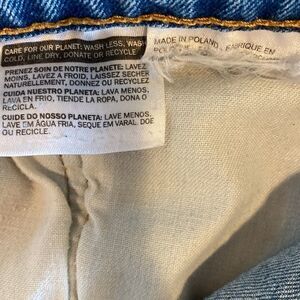 CARE FOR OUR PLANET: WASH LESS, WASH
COLD, LINE DRY, DONATE OR RECYCLE
PRENEZ SOIN DE NOTRE PLANETE: LAVEZ
MOINS, LAVEZ A FROID, LAISSEZ SECHER
NATURELLEMENT, DONNEZ OU RECYCLEZ.
CUIDA NUESTRO PLANETA: LAVA MENOS,
LAVA EN FRIO, TIENDE LA ROPA, DONA O
RECICLA.
CUIDE DO NOSSO PLANETA: LAVE MENOS,
LAVE EM ÁGUA FRIA, SEQUE EM VARAL, DOE
OU RECICLE.
MADE IN POLAND / FABRIQUE EN